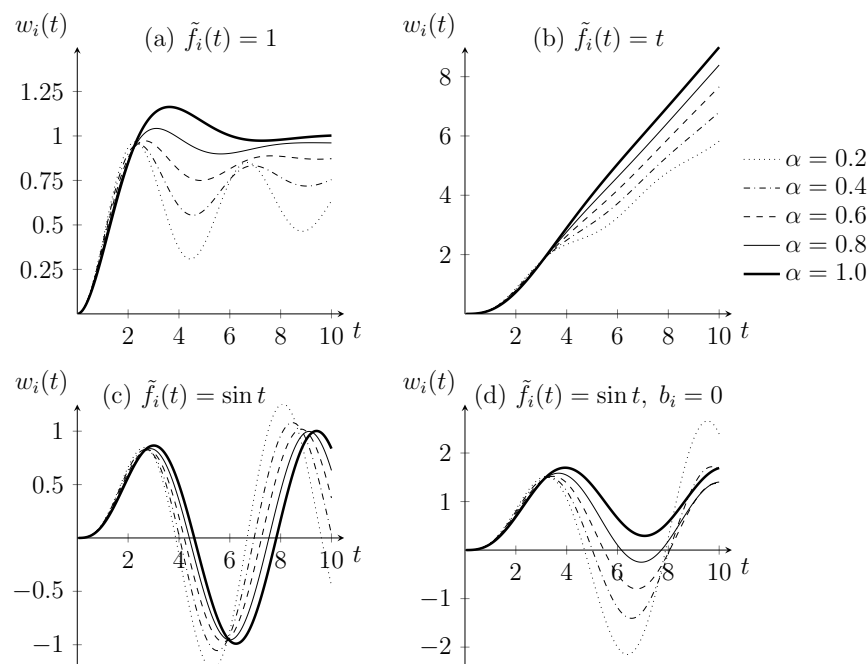 w_i(t)
(a) f̃_i(t) = 1
1.25
1
0.75
0.5
0.25
2 4 6 8 10 t
w_i(t)
(b) f̃_i(t) = t
8
6
4
2
2 4 6 8 10 t
α = 0.2
α = 0.4
α = 0.6
α = 0.8
α = 1.0
w_i(t)
(c) f̃_i(t) = sin t
1
0.5
−0.5
−1
2 4 6 8 10 t
w_i(t)
(d) f̃_i(t) = sin t, b_i = 0
2
1
−1
−2
2 4 6 8 10 t